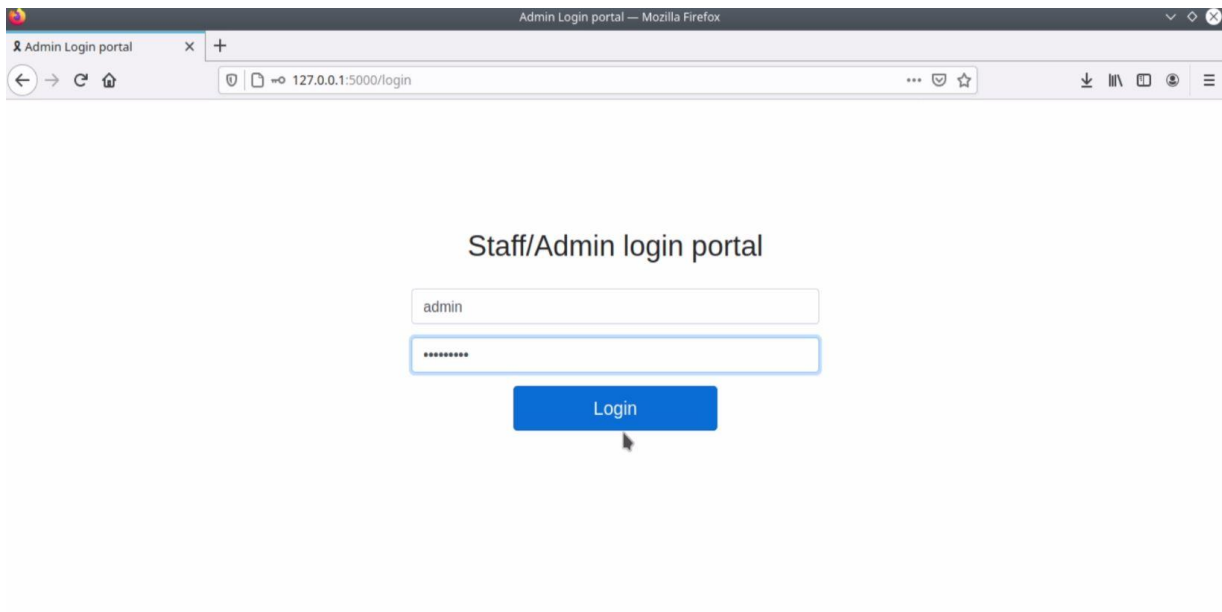 Admin Login portal — Mozilla Firefox
Admin Login portal
127.0.0.1:5000/login
Staff/Admin login portal
admin
•••••••••
Login